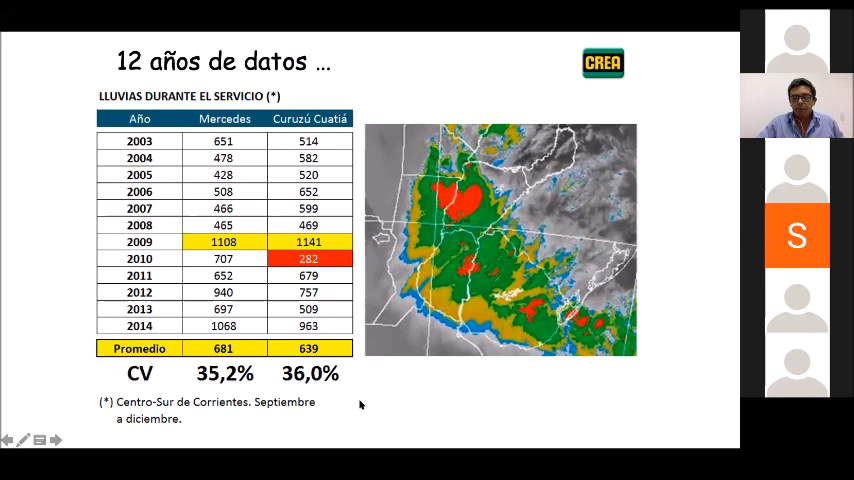 12 años de datos ...
CREA
LLUVIAS DURANTE EL SERVICIO (*)
Año Mercedes Curuzú Cuatiá
2003 651 514
2004 478 582
2005 428 520
2006 508 652
2007 466 599
2008 465 469
2009 1108 1141
2010 707 282
2011 652 679
2012 940 757
2013 697 509
2014 1068 963
Promedio 681 639
CV 35,2% 36,0%
(*) Centro-Sur de Corrientes. Septiembre
a diciembre.
S